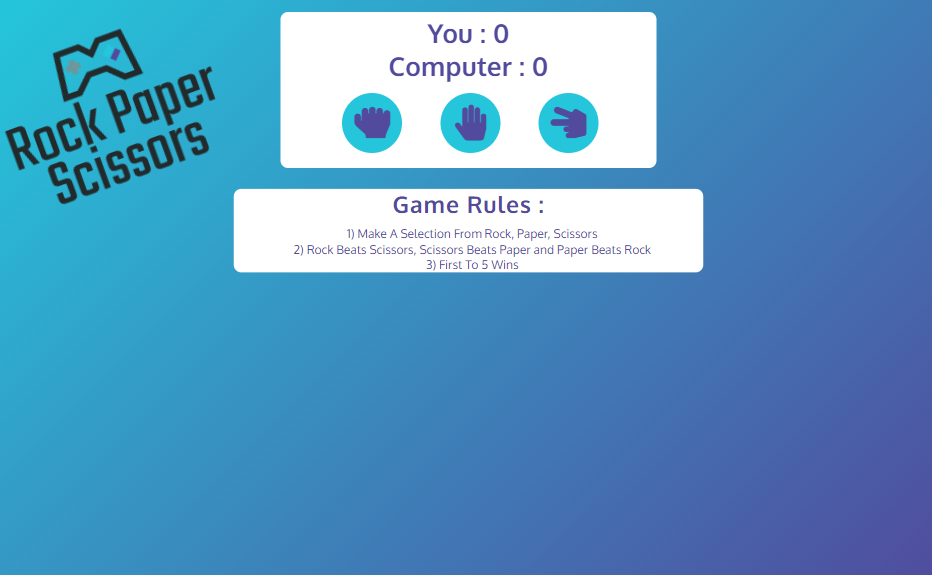 Rock Paper
Scissors
You : 0
Computer : 0
Game Rules :
1) Make A Selection From Rock, Paper, Scissors
2) Rock Beats Scissors, Scissors Beats Paper and Paper Beats Rock
3) First To 5 Wins